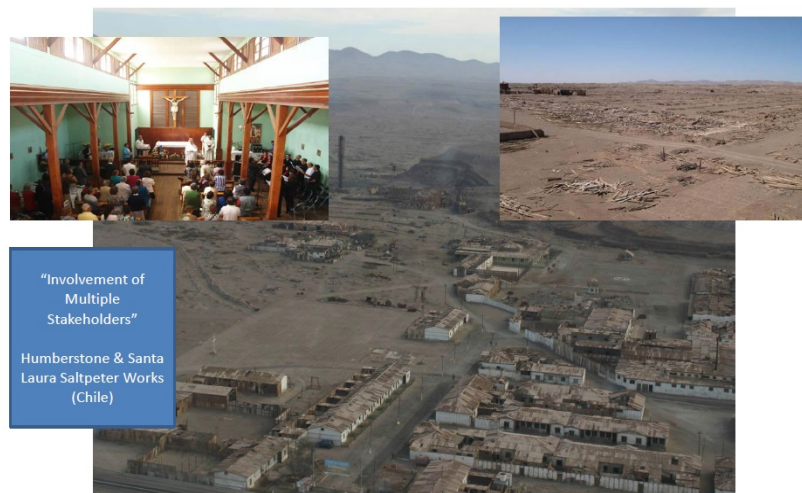 “Involvement of
Multiple
Stakeholders”
Humberstone & Santa
Laura Saltpeter Works
(Chile)